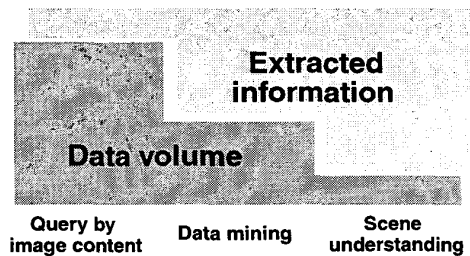 Extracted
information
Data volume
Query by
image content
Data mining
Scene
understanding